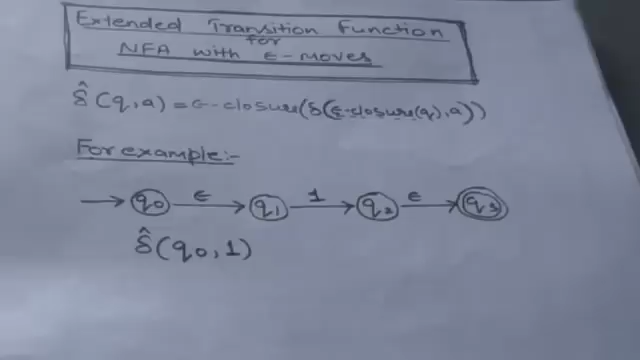 Extended Transition Function
for
NFA with ε-moves
δ̂(q,a) = ε-closure(δ(ε-closure(q),a))
For example:-
q0 ε q1 1 q2 ε q3
δ̂(q0,1)